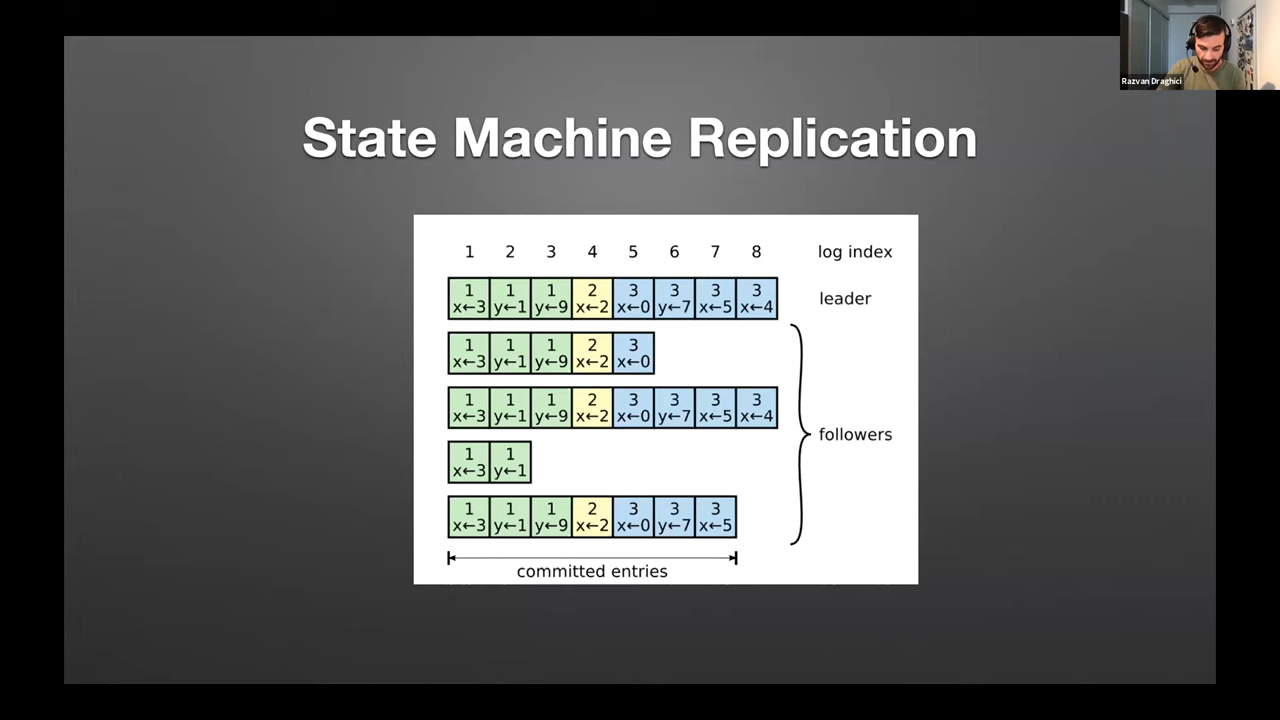 Razvan Draghici
State Machine Replication
1 2 3 4 5 6 7 8 log index
1 1 1 2 3 3 3 3
x←3 y←1 y←9 x←2 x←0 y←7 x←5 x←4
leader
1 1 1 2 3
x←3 y←1 y←9 x←2 x←0
1 1 1 2 3 3 3 3
x←3 y←1 y←9 x←2 x←0 y←7 x←5 x←4
followers
1 1
x←3 y←1
1 1 1 2 3 3 3
x←3 y←1 y←9 x←2 x←0 y←7 x←5
committed entries